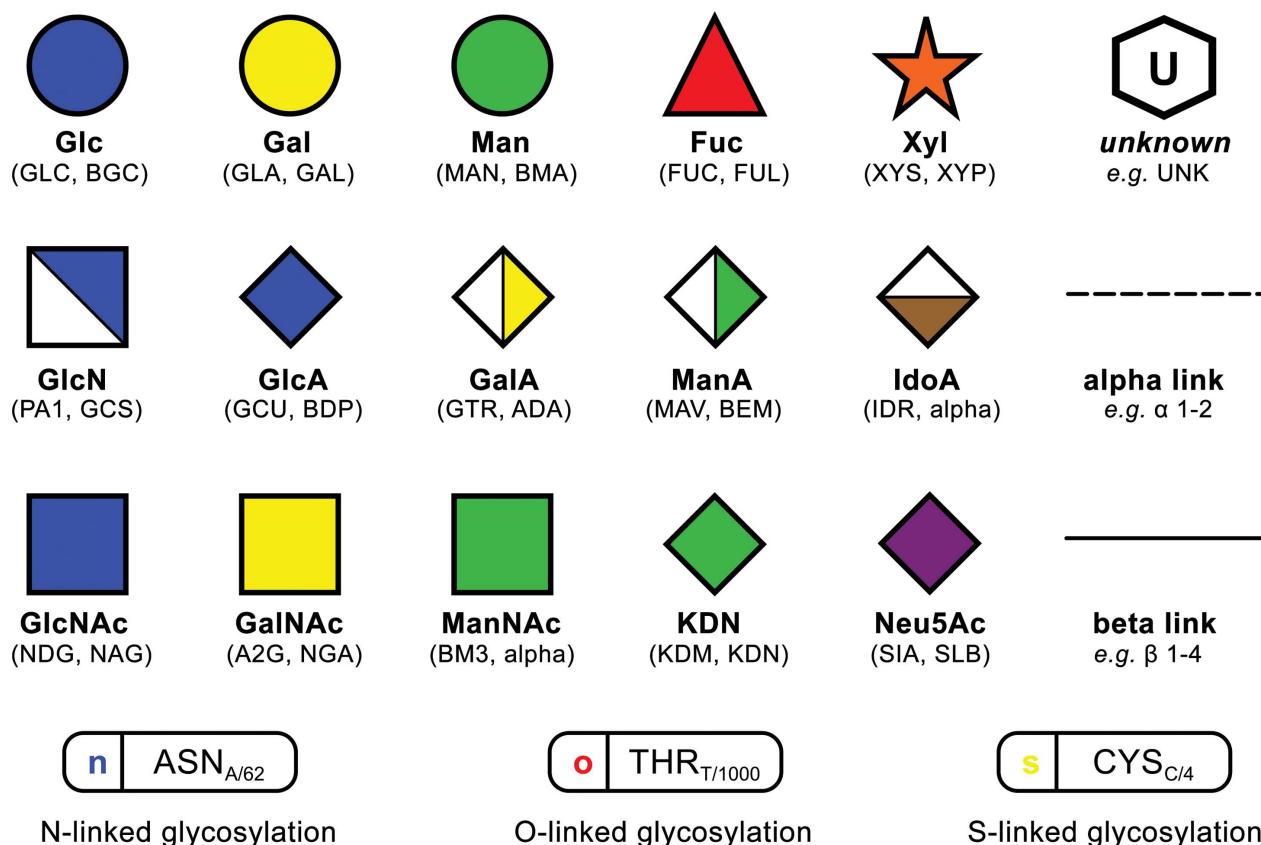 U
Glc Gal Man Fuc Xyl unknown
(GLC, BGC) (GLA, GAL) (MAN, BMA) (FUC, FUL) (XYS, XYP) e.g. UNK
GlcN GlcA GalA ManA IdoA alpha link
(PA1, GCS) (GCU, BDP) (GTR, ADA) (MAV, BEM) (IDR, alpha) e.g. α 1-2
GlcNAc GalNAc ManNAc KDN Neu5Ac beta link
(NDG, NAG) (A2G, NGA) (BM3, alpha) (KDM, KDN) (SIA, SLB) e.g. β 1-4
n ASN A/62 o THR T/1000 s CYS C/4
N-linked glycosylation O-linked glycosylation S-linked glycosylation